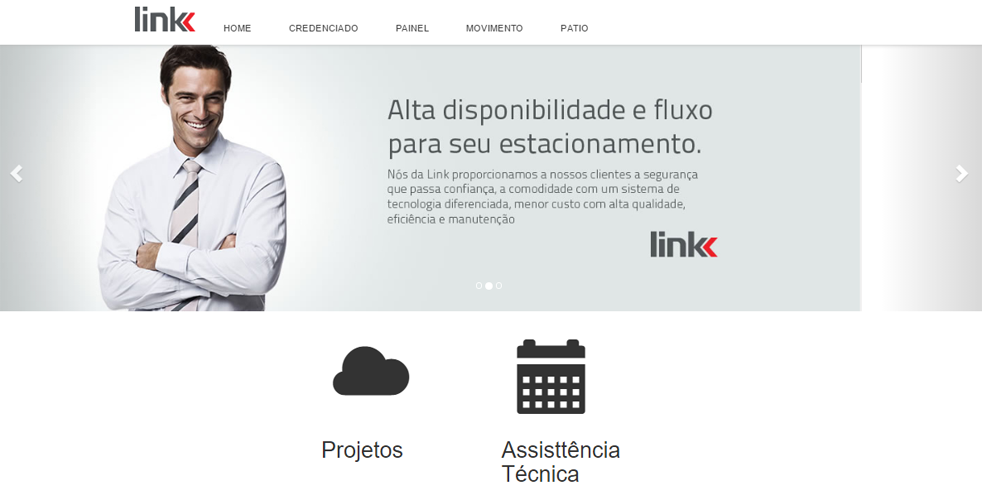 link
HOME CREDENCIADO PAINEL MOVIMENTO PATIO
Alta disponibilidade e fluxo
para seu estacionamento.
Nós da Link proporcionamos a nossos clientes a segurança
que passa confiança, a comodidade com um sistema de
tecnologia diferenciada, menor custo com alta qualidade,
eficiência e manutenção
link
Projetos
Assisttência
Técnica